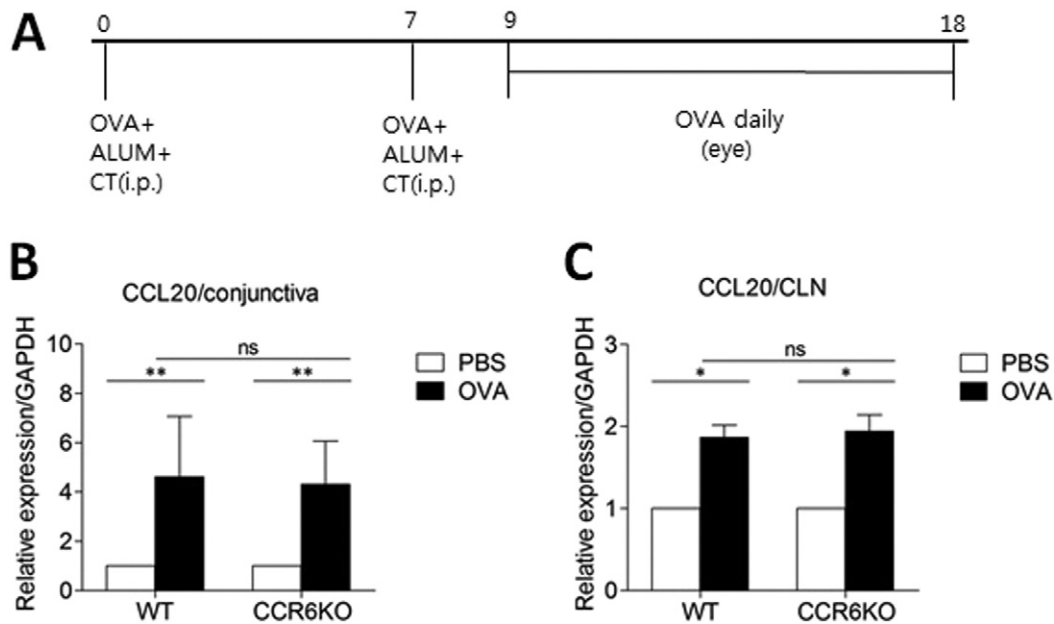 A
0 7 9 18
OVA+
ALUM+
CT(i.p.)
OVA+
ALUM+
CT(i.p.)
OVA daily
(eye)
B
CCL20/conjunctiva
Relative expression/GAPDH
10
8
6
4
2
0
ns
** **
WT CCR6KO
PBS
OVA
C
CCL20/CLN
Relative expression/GAPDH
3
2
1
0
ns
* *
WT CCR6KO
PBS
OVA